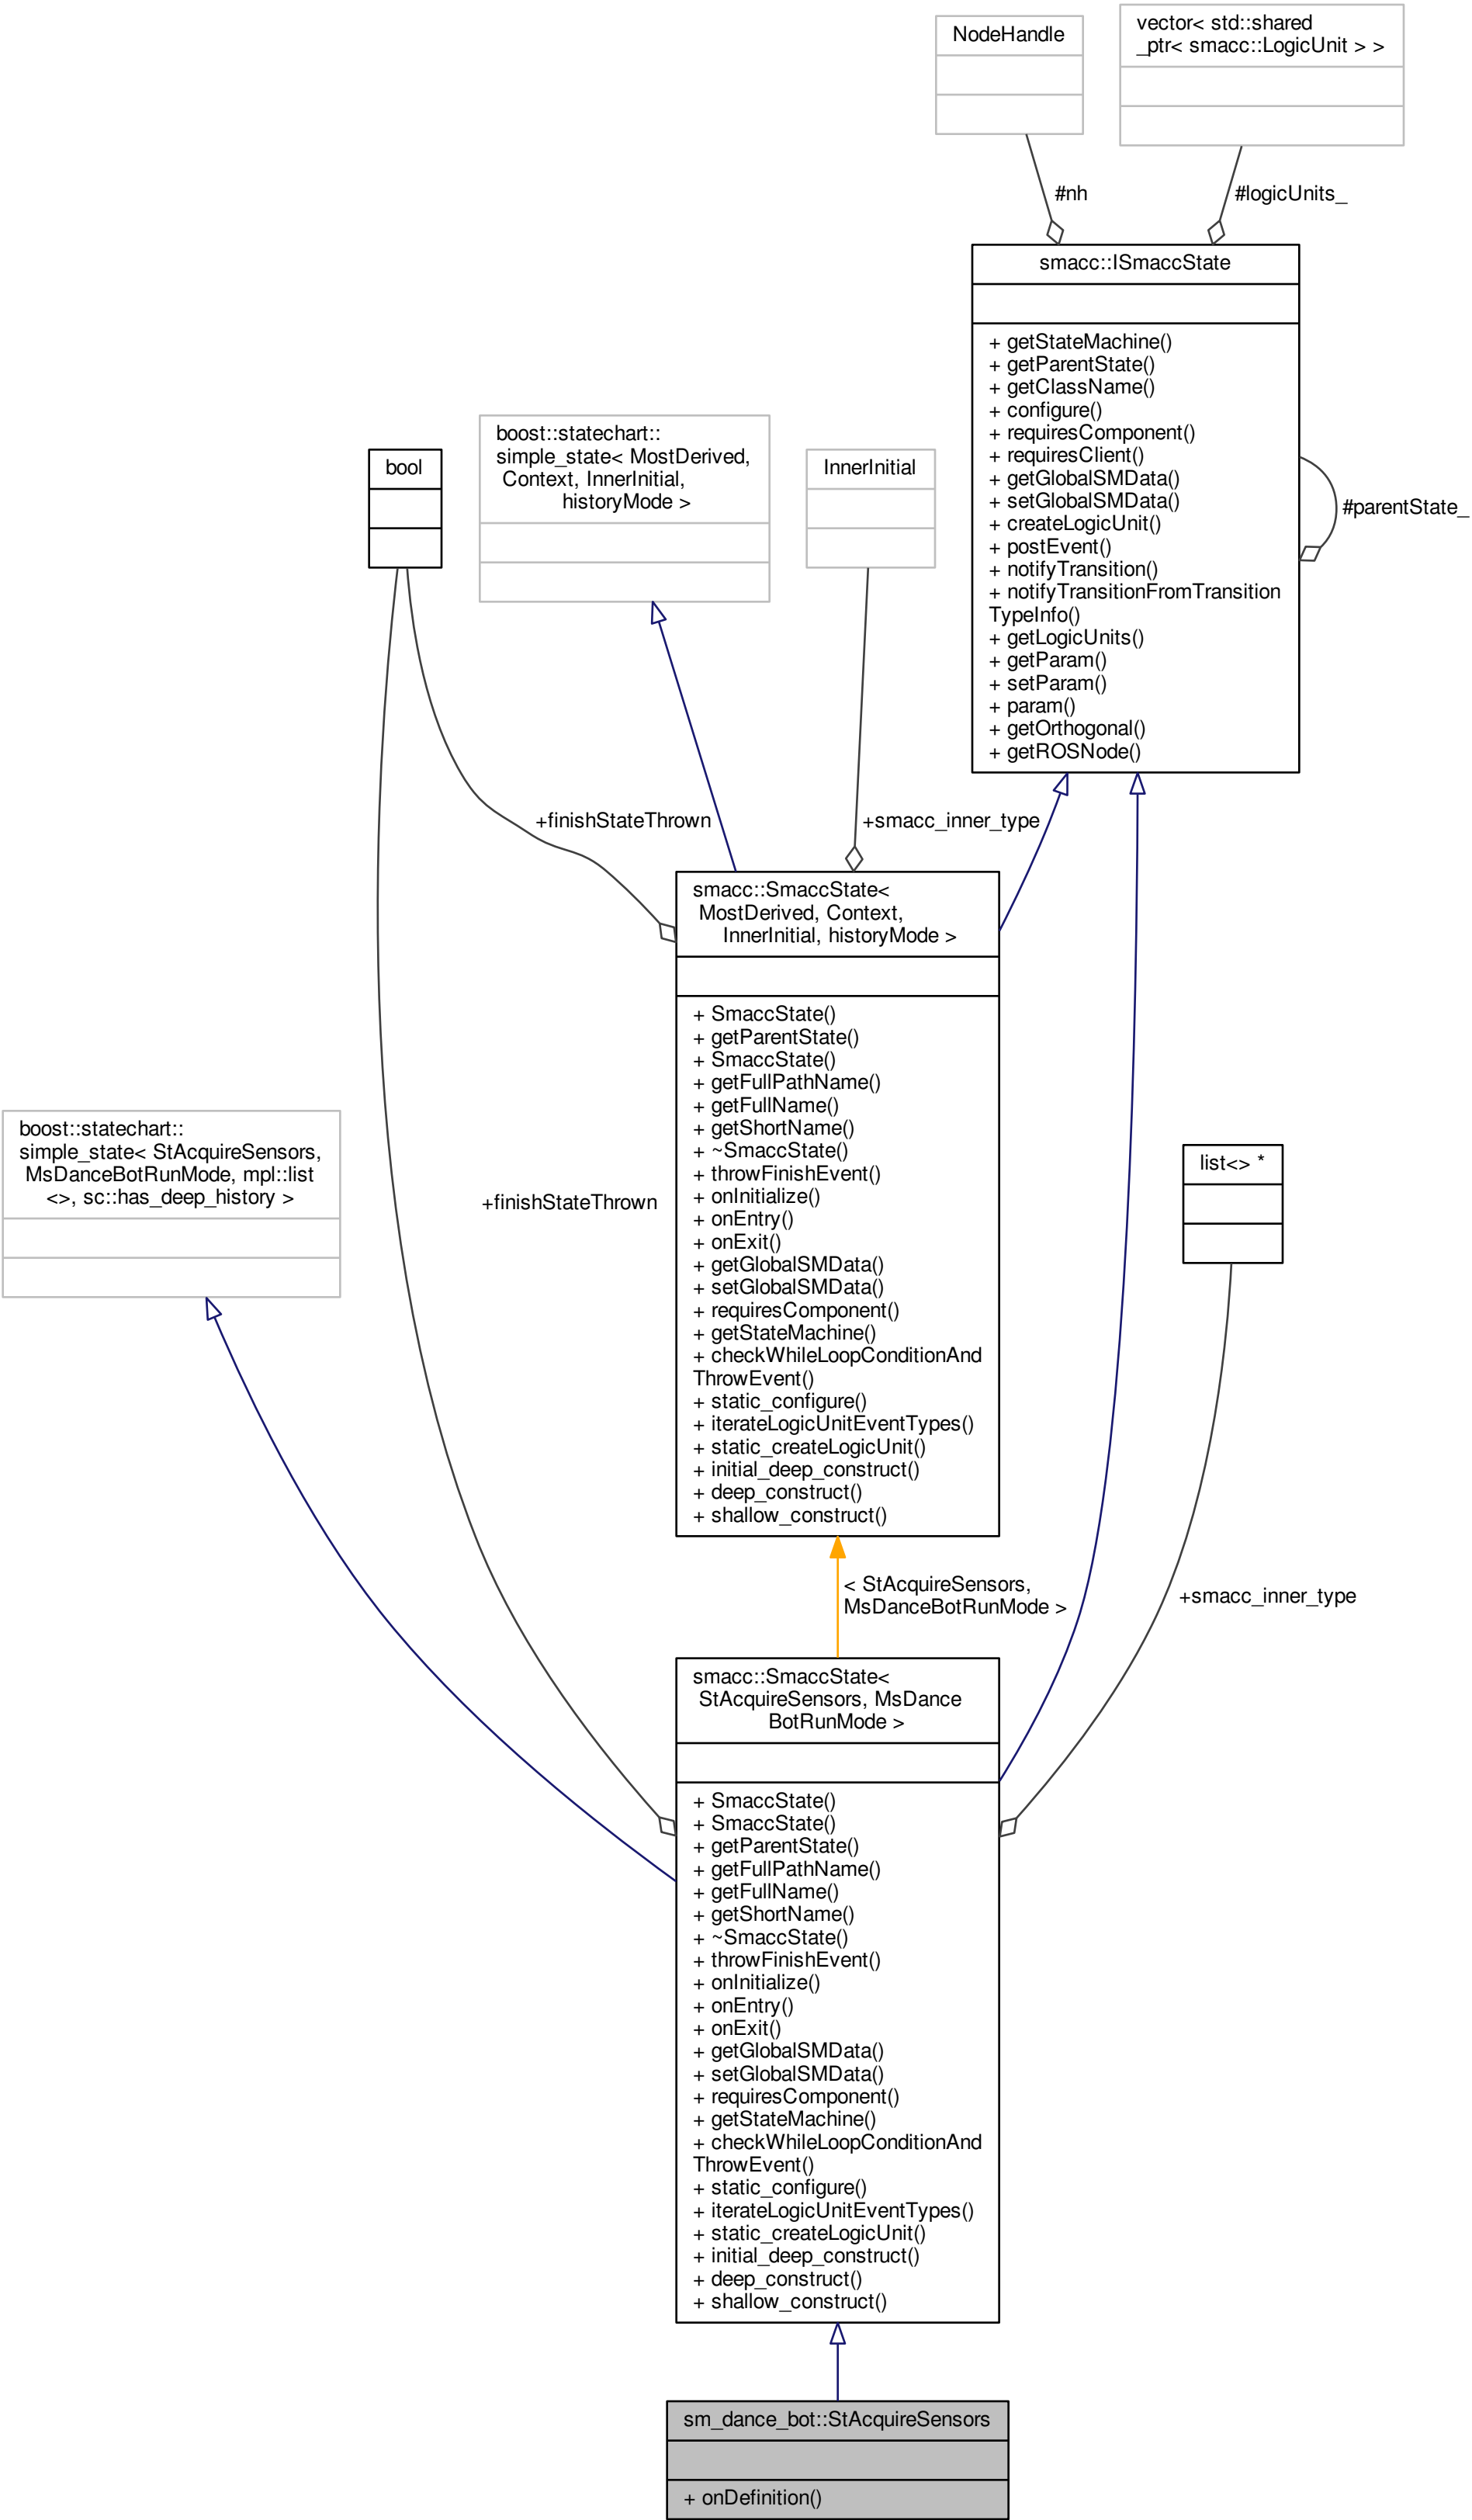 NodeHandle
vector< std::shared
_ptr< smacc::LogicUnit > >
#nh
#logicUnits_
smacc::ISmaccState
+ getStateMachine()
+ getParentState()
+ getClassName()
+ configure()
+ requiresComponent()
+ requiresClient()
+ getGlobalSMData()
+ setGlobalSMData()
+ createLogicUnit()
+ postEvent()
+ notifyTransition()
+ notifyTransitionFromTransition
TypeInfo()
+ getLogicUnits()
+ getParam()
+ setParam()
+ param()
+ getOrthogonal()
+ getROSNode()
#parentState_
bool
boost::statechart::
simple_state< MostDerived,
Context, InnerInitial,
historyMode >
InnerInitial
+finishStateThrown
+smacc_inner_type
smacc::SmaccState<
MostDerived, Context,
InnerInitial, historyMode >
+ SmaccState()
+ getParentState()
+ SmaccState()
+ getFullPathName()
+ getFullName()
+ getShortName()
+ ~SmaccState()
+ throwFinishEvent()
+ onInitialize()
+ onEntry()
+ onExit()
+ getGlobalSMData()
+ setGlobalSMData()
+ requiresComponent()
+ getStateMachine()
+ checkWhileLoopConditionAnd
ThrowEvent()
+ static_configure()
+ iterateLogicUnitEventTypes()
+ static_createLogicUnit()
+ initial_deep_construct()
+ deep_construct()
+ shallow_construct()
boost::statechart::
simple_state< StAcquireSensors,
MsDanceBotRunMode, mpl::list
<>, sc::has_deep_history >
+finishStateThrown
list<> *
< StAcquireSensors,
MsDanceBotRunMode >
+smacc_inner_type
smacc::SmaccState<
StAcquireSensors, MsDance
BotRunMode >
+ SmaccState()
+ SmaccState()
+ getParentState()
+ getFullPathName()
+ getFullName()
+ getShortName()
+ ~SmaccState()
+ throwFinishEvent()
+ onInitialize()
+ onEntry()
+ onExit()
+ getGlobalSMData()
+ setGlobalSMData()
+ requiresComponent()
+ getStateMachine()
+ checkWhileLoopConditionAnd
ThrowEvent()
+ static_configure()
+ iterateLogicUnitEventTypes()
+ static_createLogicUnit()
+ initial_deep_construct()
+ deep_construct()
+ shallow_construct()
sm_dance_bot::StAcquireSensors
+ onDefinition()